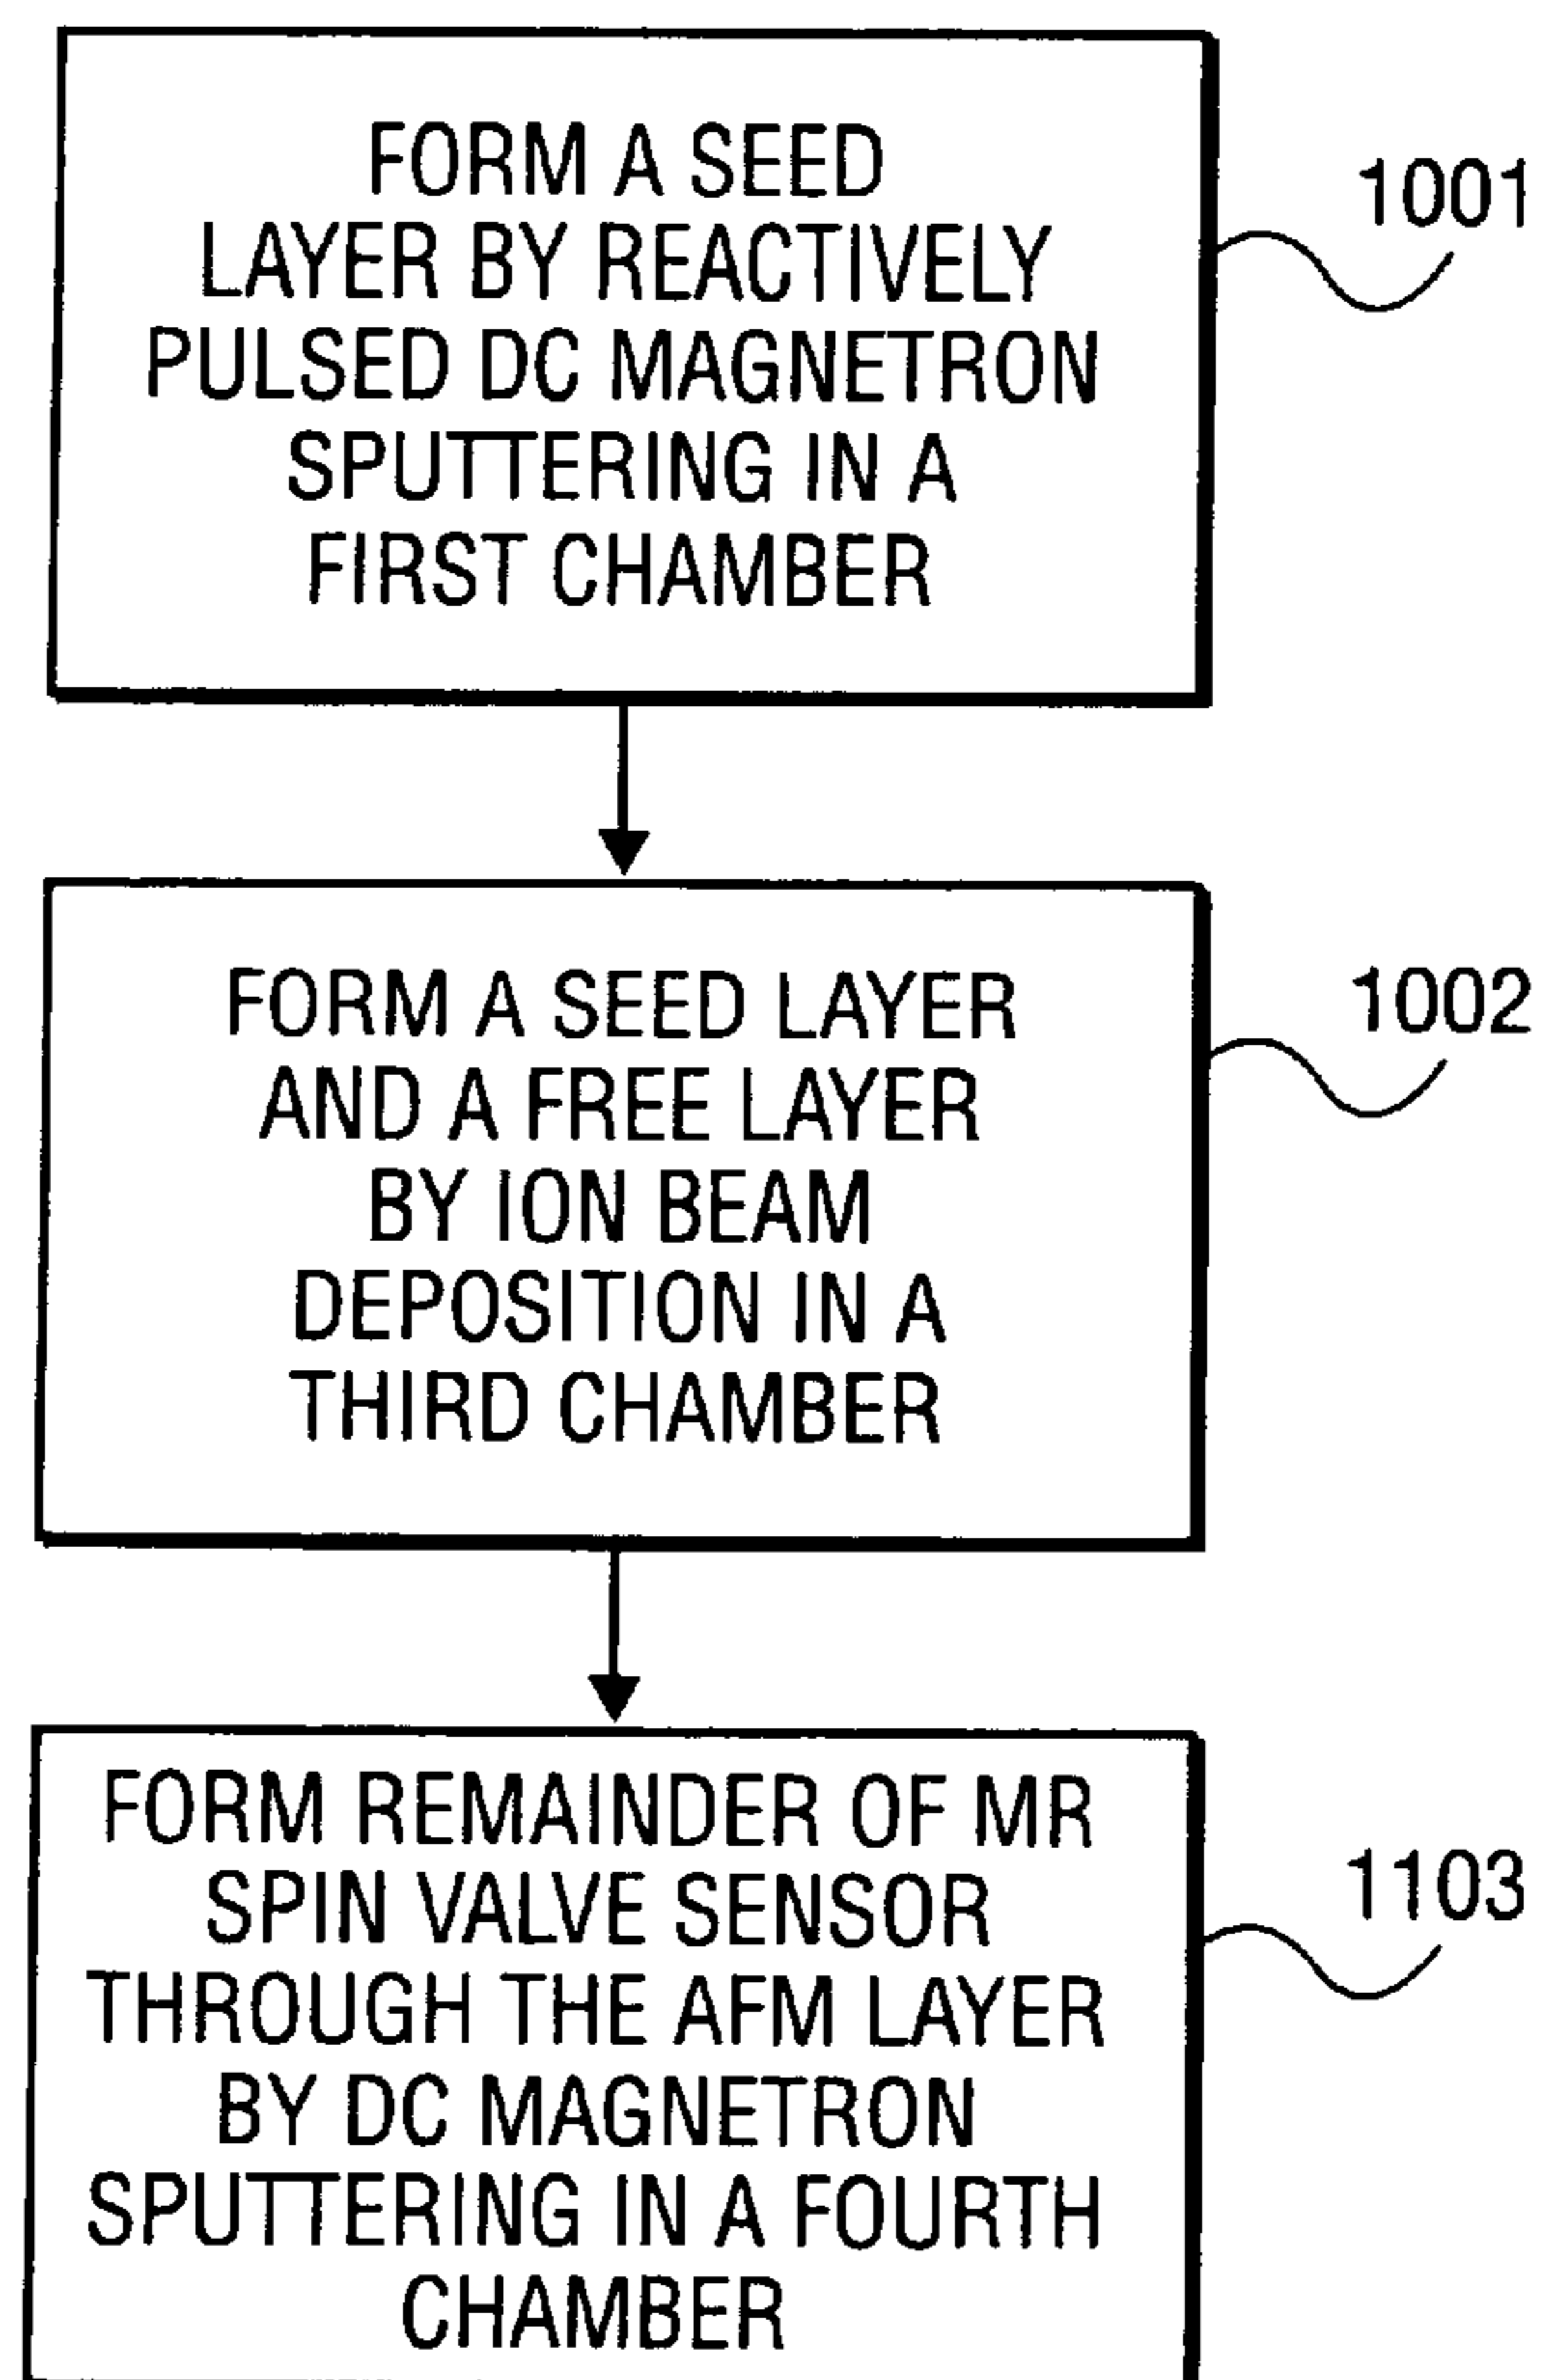 FORM A SEED
LAYER BY REACTIVELY
PULSED DC MAGNETRON
SPUTTERING IN A
FIRST CHAMBER
1001
FORM A SEED LAYER
AND A FREE LAYER
BY ION BEAM
DEPOSITION IN A
THIRD CHAMBER
1002
FORM REMAINDER OF MR
SPIN VALVE SENSOR
THROUGH THE AFM LAYER
BY DC MAGNETRON
SPUTTERING IN A FOURTH
CHAMBER
1103